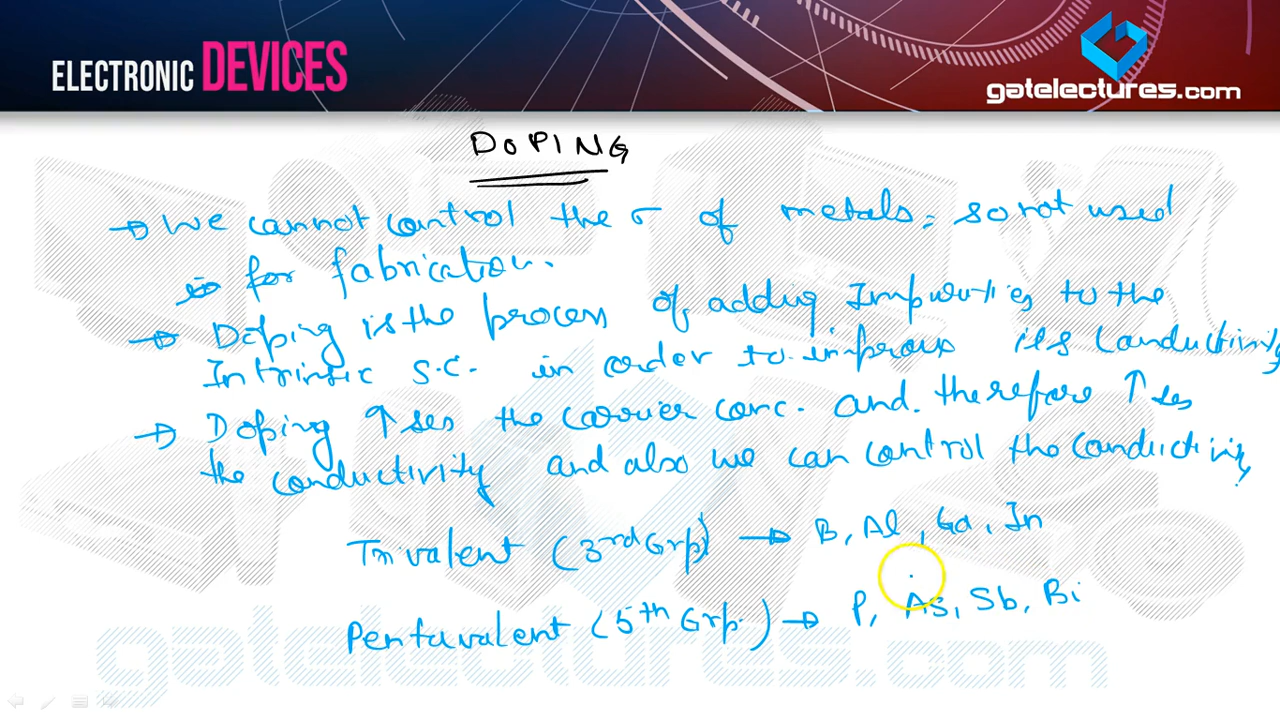 ELECTRONIC DEVICES
gatelectures.com
DOPING
→ We cannot control the σ of metals, so not used
for fabrication.
→ Doping is the process of adding Impurities to the
Intrinsic S.C. in order to improve its conductivity
→ Doping ↑ses the carrier conc. and therefore ↑ses
the conductivity and also we can control the conductivity
Trivalent (3rd Grp) → B, Al, Ga, In
Pentavalent (5th Grp.) → P, As, Sb, Bi
gatelectures.com